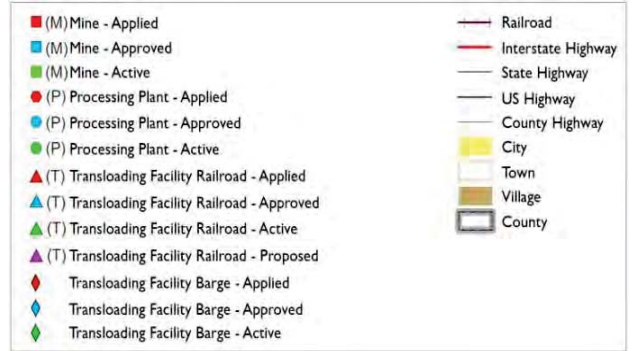 (M) Mine - Applied
(M) Mine - Approved
(M) Mine - Active
(P) Processing Plant - Applied
(P) Processing Plant - Approved
(P) Processing Plant - Active
(T) Transloading Facility Railroad - Applied
(T) Transloading Facility Railroad - Approved
(T) Transloading Facility Railroad - Active
(T) Transloading Facility Railroad - Proposed
Transloading Facility Barge - Applied
Transloading Facility Barge - Approved
Transloading Facility Barge - Active
Railroad
Interstate Highway
State Highway
US Highway
County Highway
City
Town
Village
County